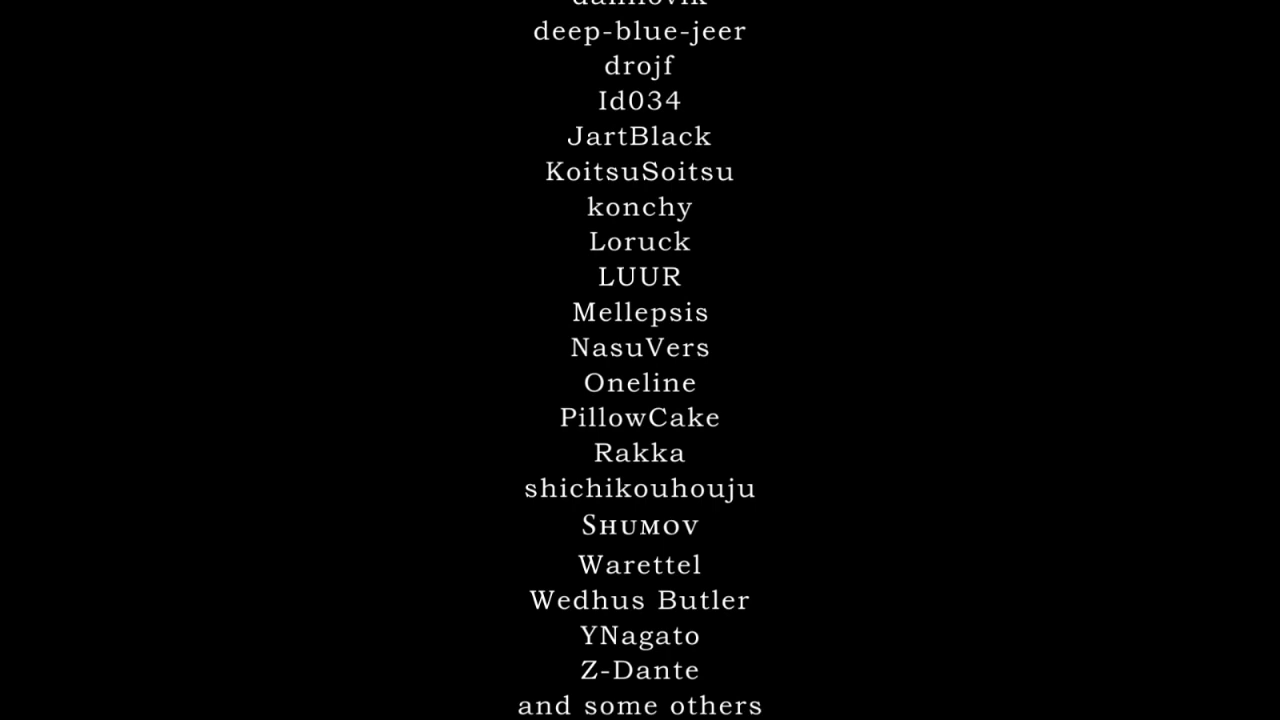 deep-blue-jeer
drojf
Id034
JartBlack
KoitsuSoitsu
konchy
Loruck
LUUR
Mellepsis
NasuVers
Oneline
PillowCake
Rakka
shichikouhouju
Sʜᴜᴍᴏᴠ
Warettel
Wedhus Butler
YNagato
Z-Dante
and some others